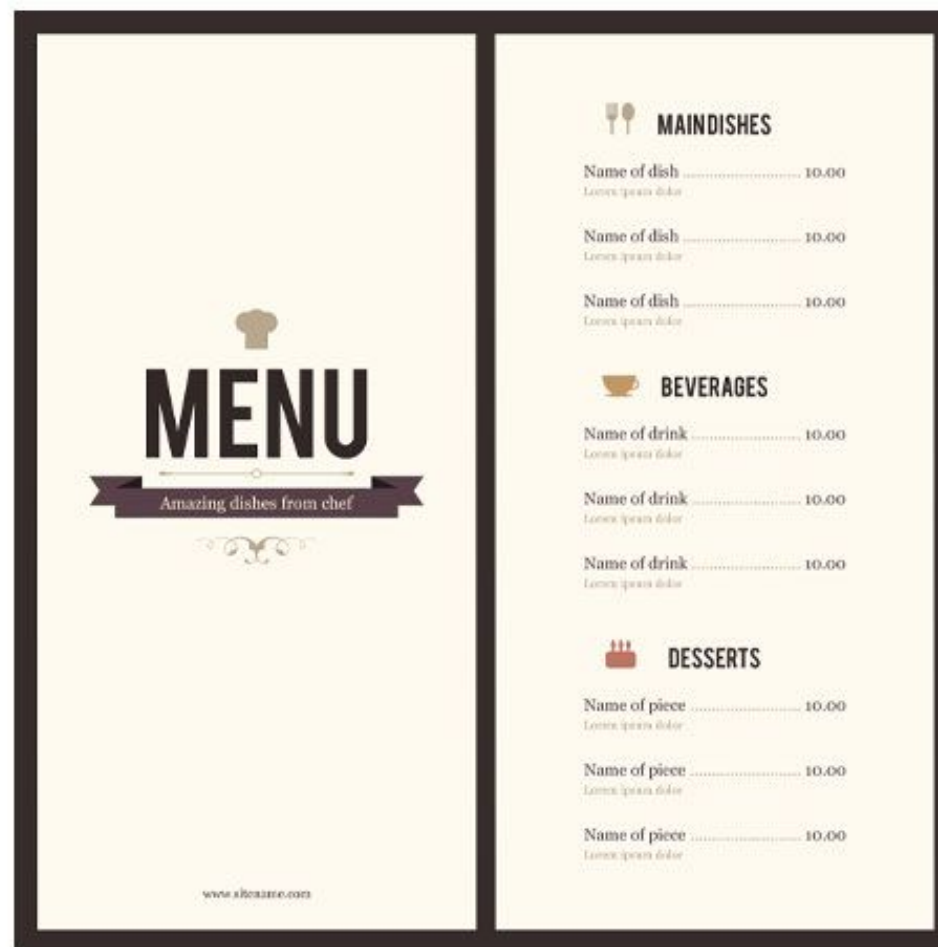 MENU
Amazing dishes from chef
www.sitename.com
MAIN DISHES
Name of dish ........................ 10.00
Lorem ipsum dolor
Name of dish ........................ 10.00
Lorem ipsum dolor
Name of dish ........................ 10.00
Lorem ipsum dolor
BEVERAGES
Name of drink ...................... 10.00
Lorem ipsum dolor
Name of drink ...................... 10.00
Lorem ipsum dolor
Name of drink ...................... 10.00
Lorem ipsum dolor
DESSERTS
Name of piece ...................... 10.00
Lorem ipsum dolor
Name of piece ...................... 10.00
Lorem ipsum dolor
Name of piece ...................... 10.00
Lorem ipsum dolor